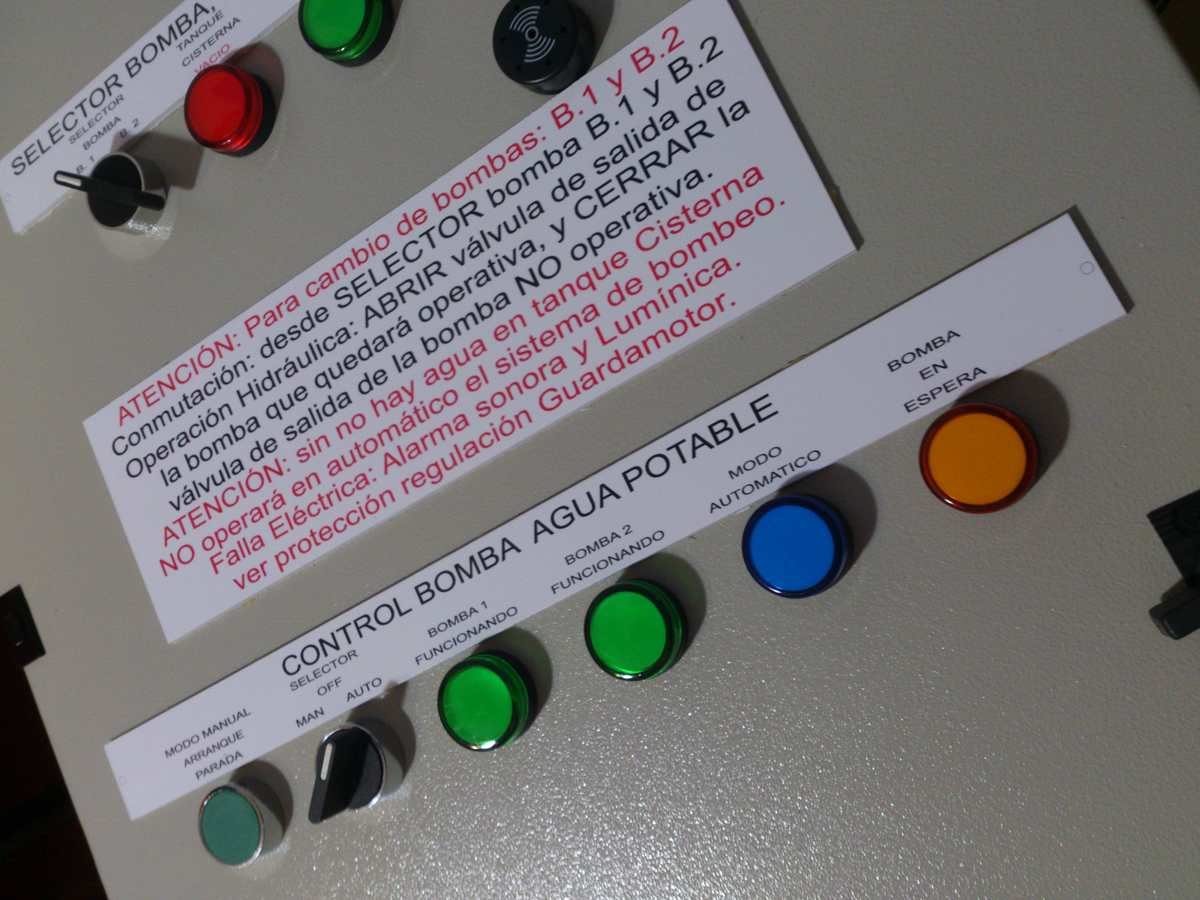 SELECTOR BOMBA,
SELECTOR
BOMBA
B. 1 B. 2
TANQUE
CISTERNA
VACIO
ATENCIÓN: Para cambio de bombas: B.1 y B.2
Conmutación: desde SELECTOR bomba B.1 y B.2
Operación Hidráulica: ABRIR válvula de salida de
la bomba que quedará operativa, y CERRAR la
válvula de salida de la bomba NO operativa.
ATENCIÓN: sin no hay agua en tanque Cisterna
NO operará en automático el sistema de bombeo.
Falla Eléctrica: Alarma sonora y Lumínica.
ver protección regulación Guardamotor.
CONTROL BOMBA AGUA POTABLE
MODO MANUAL
ARRANQUE
PARADA
SELECTOR
OFF
MAN AUTO
BOMBA 1
FUNCIONANDO
BOMBA 2
FUNCIONANDO
MODO
AUTOMATICO
BOMBA
EN
ESPERA